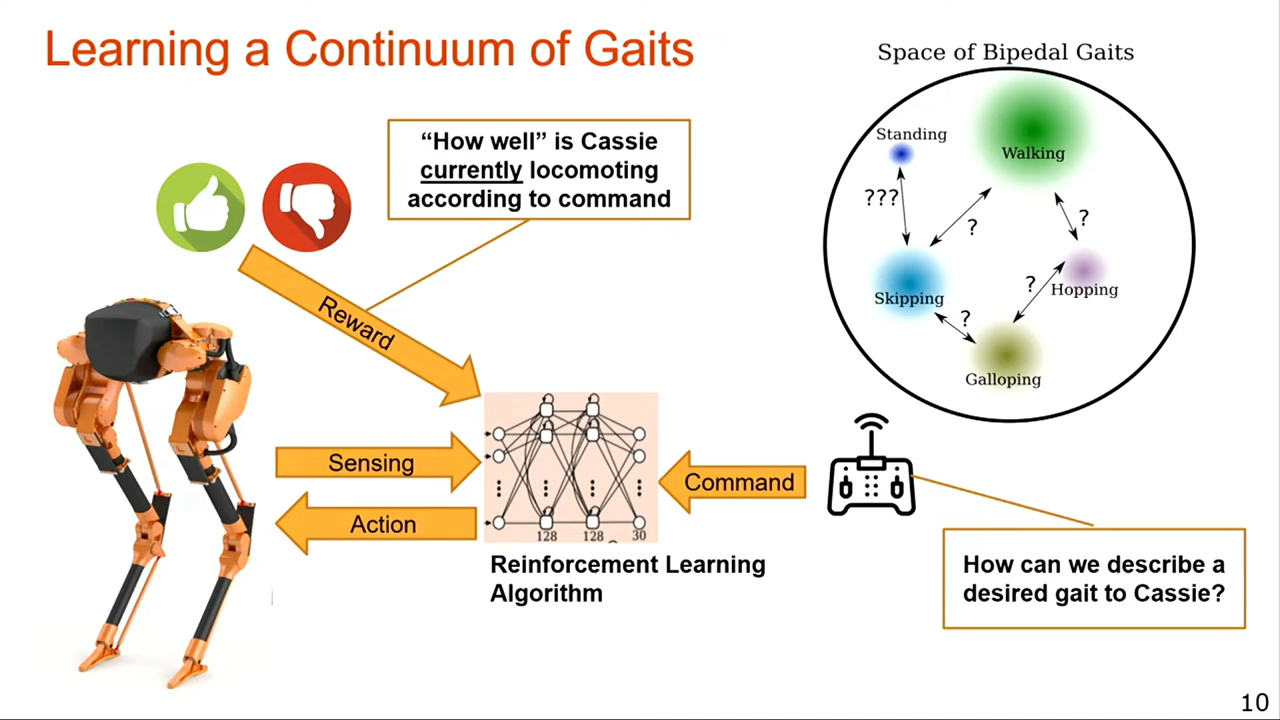 Learning a Continuum of Gaits
Space of Bipedal Gaits
“How well” is Cassie
currently locomoting
according to command
Standing
Walking
???
?
?
Skipping
?
Hopping
?
Galloping
Reward
Sensing
Action
Command
128
128
30
Reinforcement Learning
Algorithm
How can we describe a
desired gait to Cassie?
10